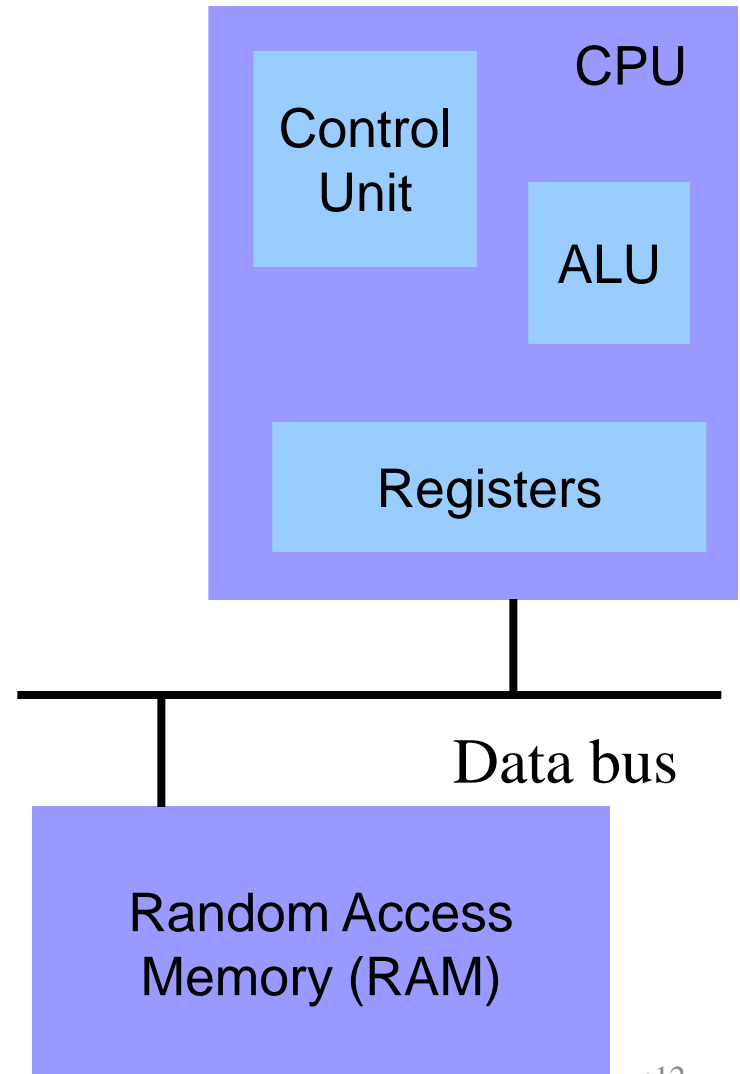 CPU
Control
Unit
ALU
Registers
Data bus
Random Access
Memory (RAM)